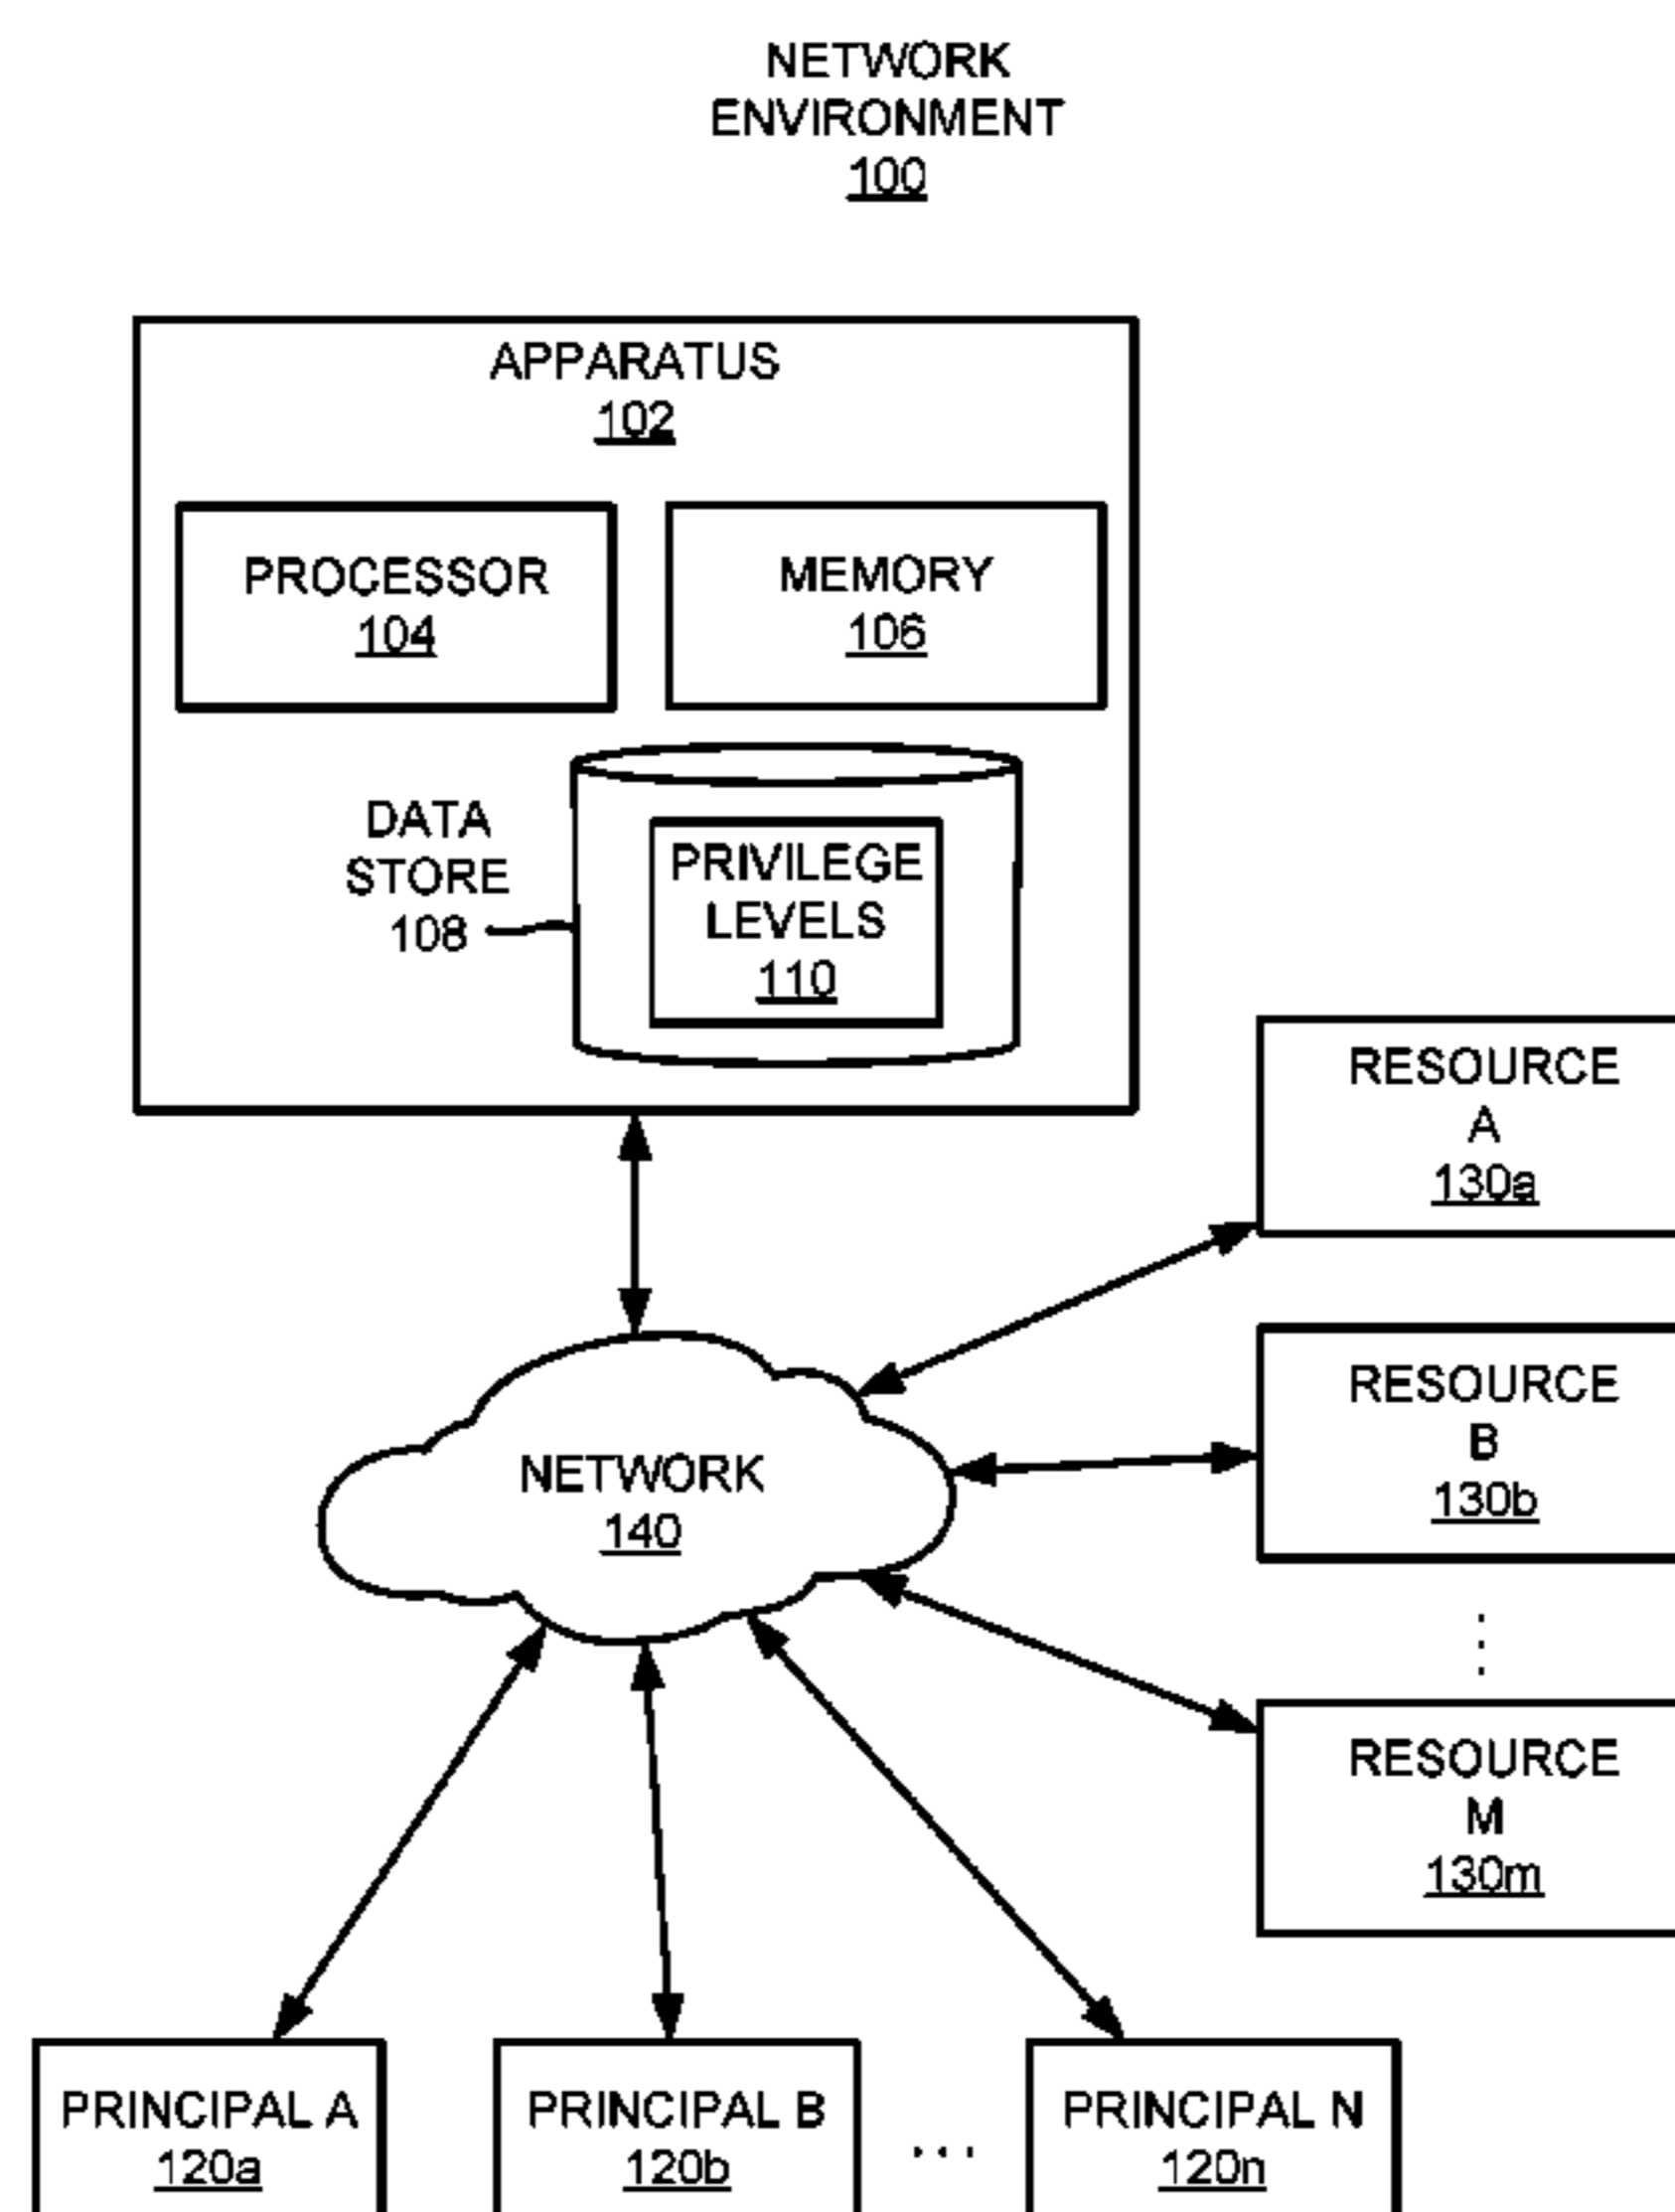 NETWORK
ENVIRONMENT
100
APPARATUS
102
PROCESSOR
104
MEMORY
106
DATA
STORE
108
PRIVILEGE
LEVELS
110
RESOURCE
A
130a
RESOURCE
B
130b
NETWORK
140
RESOURCE
M
130m
PRINCIPAL A
120a
PRINCIPAL B
120b
PRINCIPAL N
120n